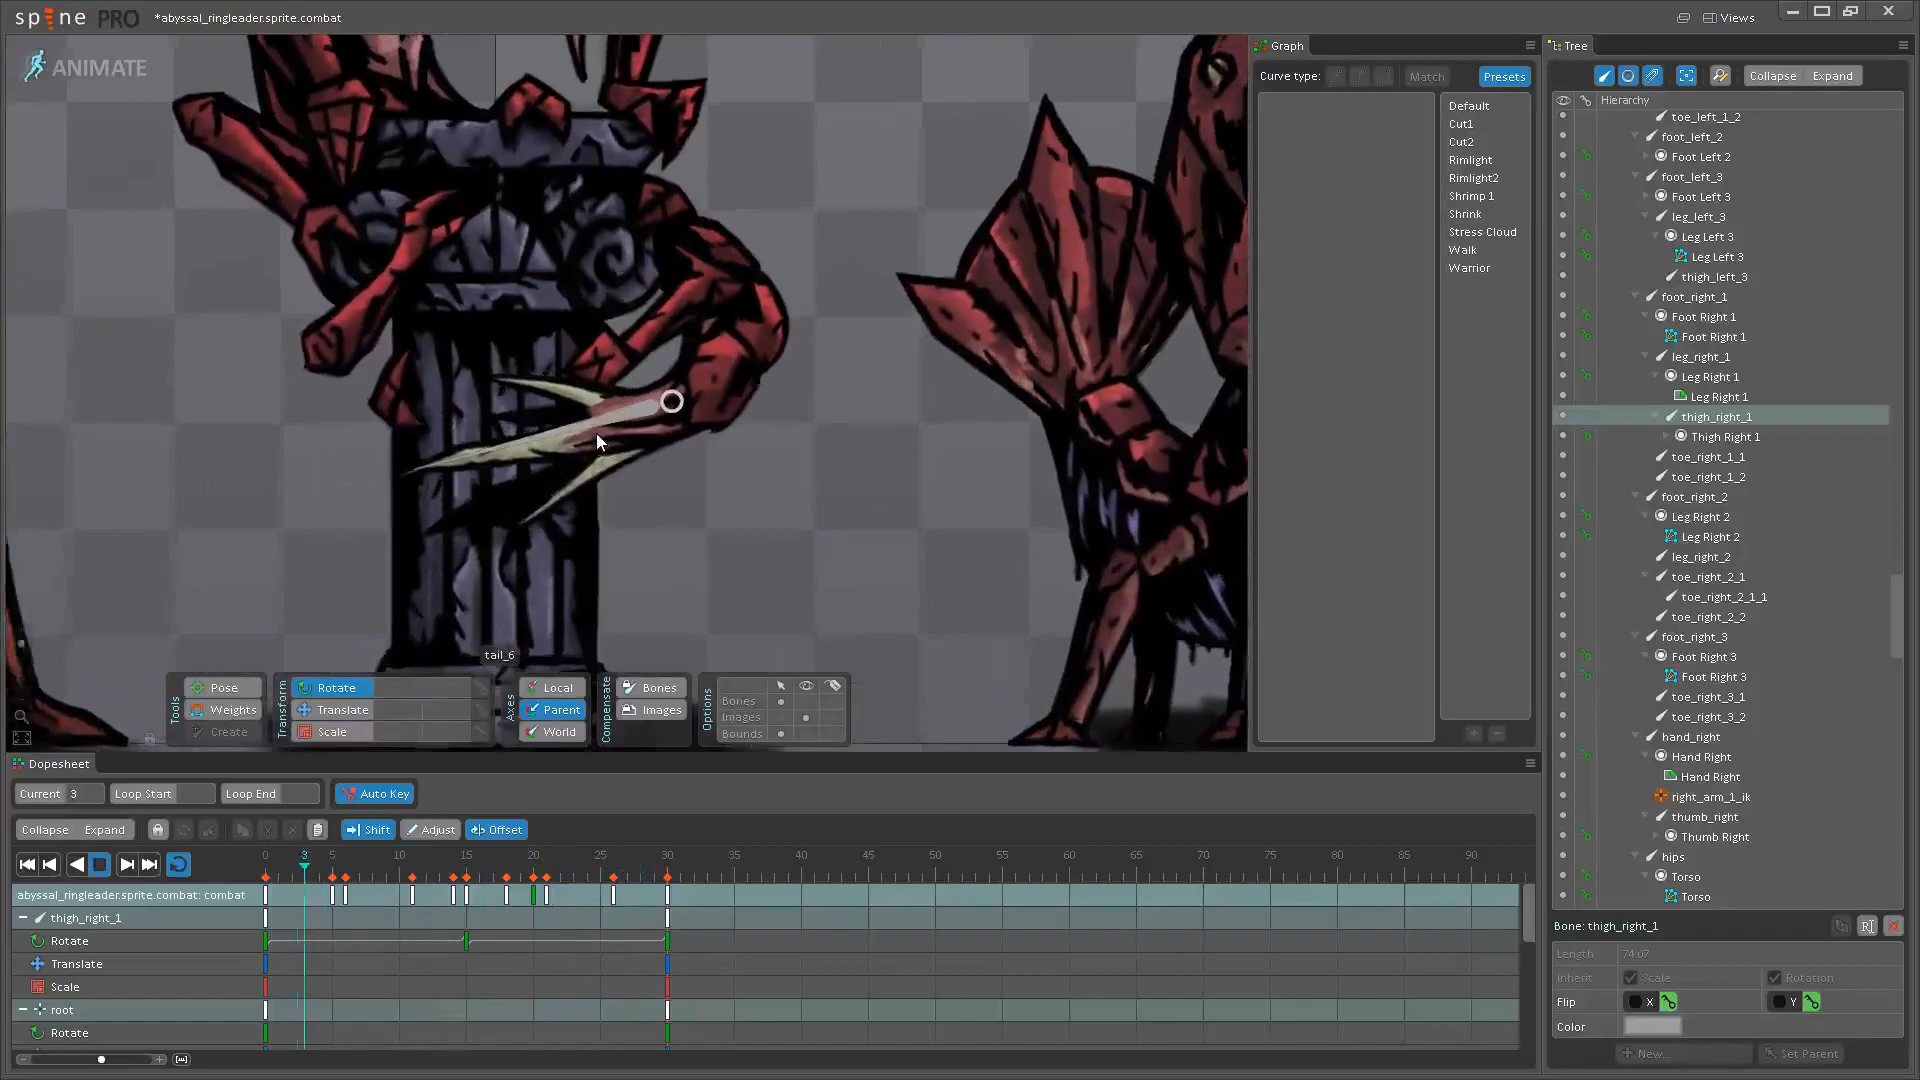 spine PRO *abyssal_ringleader.sprite.combat
Views
ANIMATE
Graph
Curve type: Match Presets
Default
Cut1
Cut2
Rimlight
Rimlight2
Shrimp 1
Shrink
Stress Cloud
Walk
Warrior
Tree
Collapse Expand
Hierarchy
toe_left_1_2
foot_left_2
Foot Left 2
foot_left_3
Foot Left 3
leg_left_3
Leg Left 3
Leg Left 3
thigh_left_3
foot_right_1
Foot Right 1
Foot Right 1
leg_right_1
Leg Right 1
Leg Right 1
thigh_right_1
Thigh Right 1
toe_right_1_1
toe_right_1_2
foot_right_2
Leg Right 2
Leg Right 2
leg_right_2
toe_right_2_1
toe_right_2_1_1
toe_right_2_2
foot_right_3
Foot Right 3
Foot Right 3
toe_right_3_1
toe_right_3_2
hand_right
Hand Right
Hand Right
right_arm_1_ik
thumb_right
Thumb Right
hips
Torso
Torso
Bone: thigh_right_1
Length 74.07
Inherit Scale Rotation
Flip X Y
Color
New... Set Parent
tail_6
Tools
Pose
Weights
Create
Transform
Rotate
Translate
Scale
Axes
Local
Parent
World
Compensate
Bones
Images
Options
Bones
Images
Bounds
Dopesheet
Current 3 Loop Start Loop End Auto Key
Collapse Expand Shift Adjust Offset
0 3 5 10 15 20 25 30 35 40 45 50 55 60 65 70 75 80 85 90
abyssal_ringleader.sprite.combat: combat
thigh_right_1
Rotate
Translate
Scale
root
Rotate